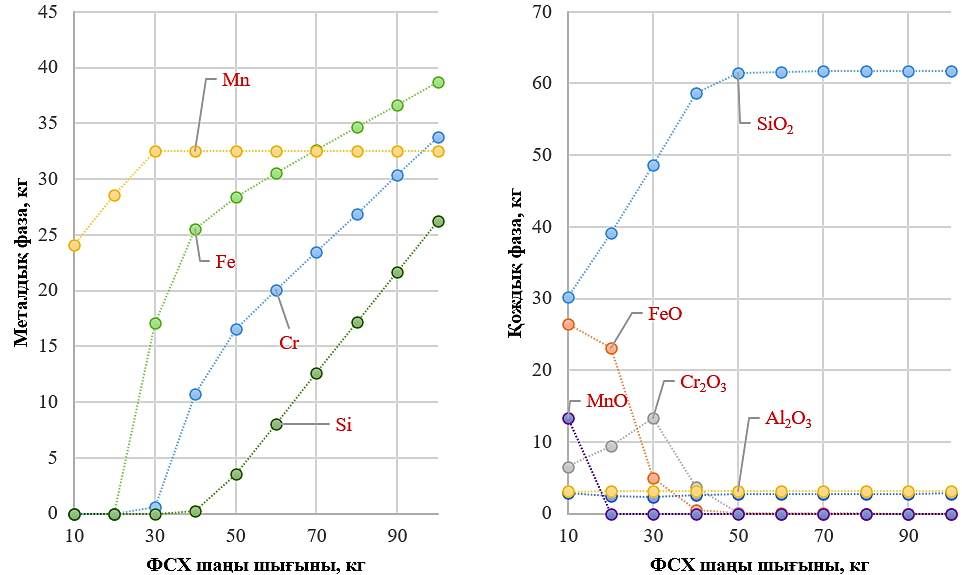 Металдық фаза, кг
45
40
35
30
25
20
15
10
5
0
10
30
50
70
90
ФСХ шаңы шығыны, кг
Mn
Fe
Cr
Si
Қождық фаза, кг
70
60
50
40
30
20
10
0
10
30
50
70
90
ФСХ шаңы шығыны, кг
SiO₂
FeO
Cr₂O₃
MnO
Al₂O₃